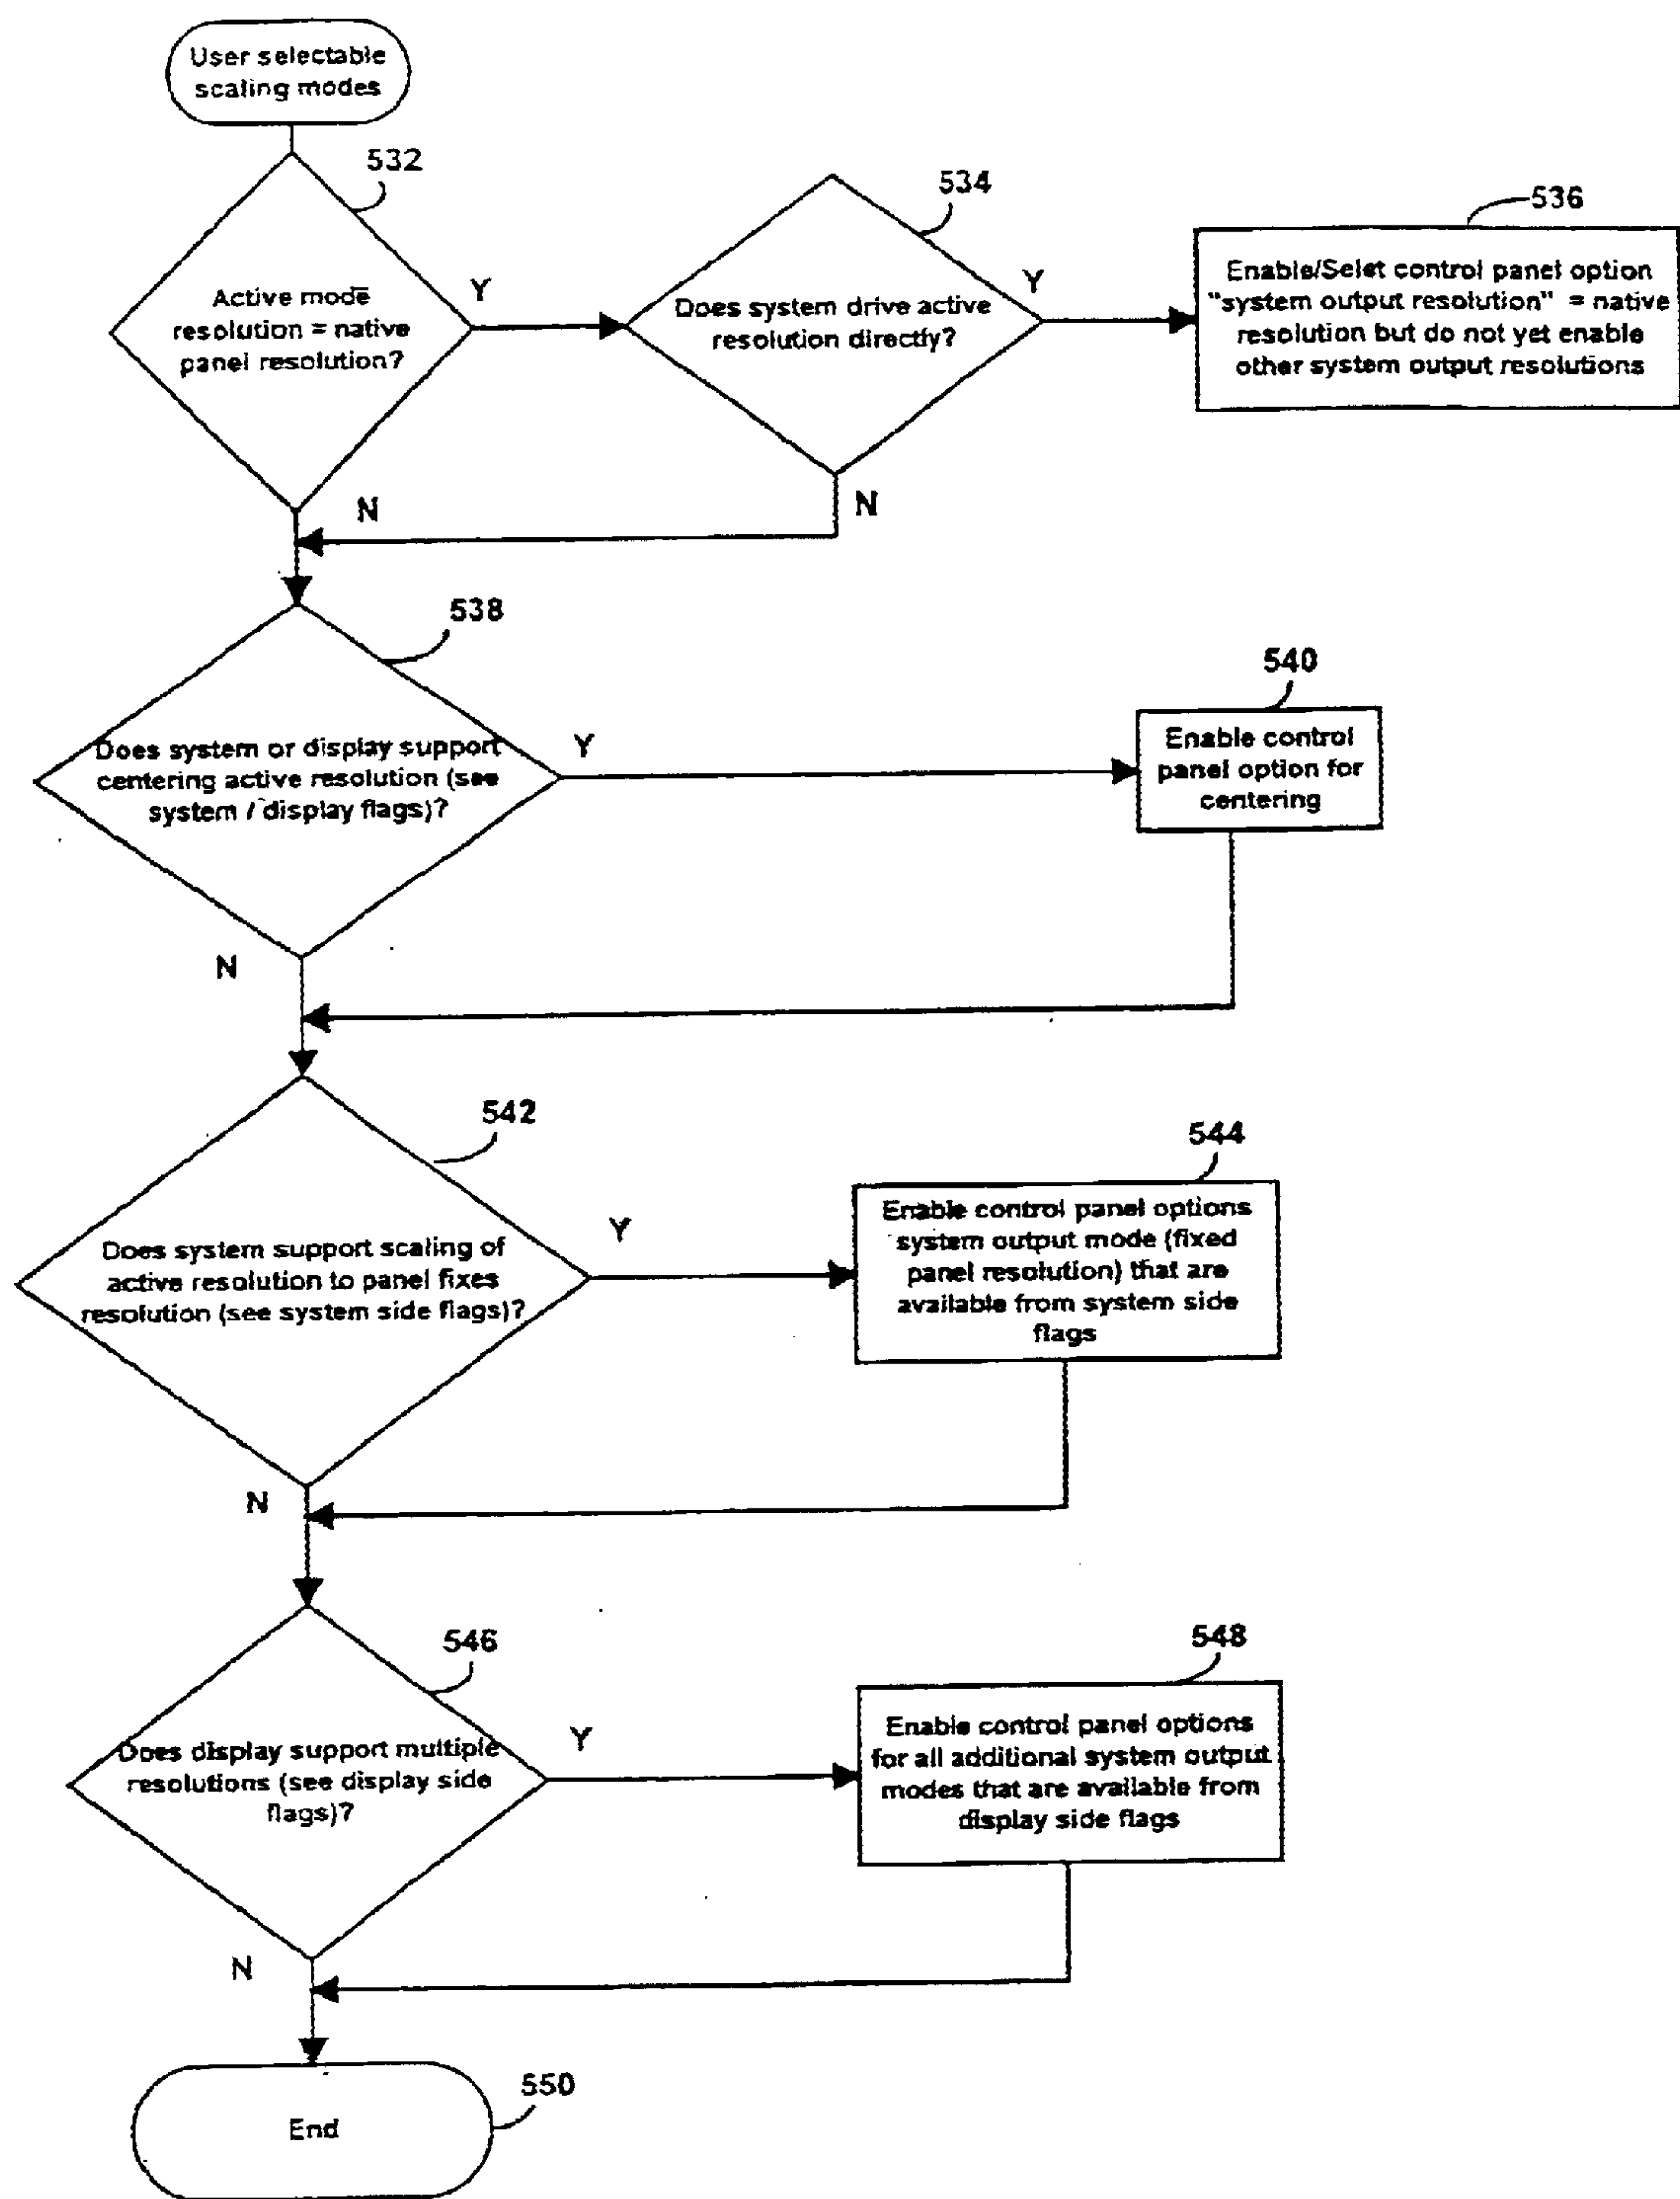 User selectable
scaling modes
532
Active mode
resolution = native
panel resolution?
Y
534
Does system drive active
resolution directly?
Y
536
Enable/Selet control panel option
"system output resolution" = native
resolution but do not yet enable
other system output resolutions
N
N
538
Does system or display support
centering active resolution (see
system / display flags)?
Y
540
Enable control
panel option for
centering
N
542
Does system support scaling of
active resolution to panel fixes
resolution (see system side flags)?
Y
544
Enable control panel options
system output mode (fixed
panel resolution) that are
available from system side
flags
N
546
Does display support multiple
resolutions (see display side
flags)?
Y
548
Enable control panel options
for all additional system output
modes that are available from
display side flags
N
End
550